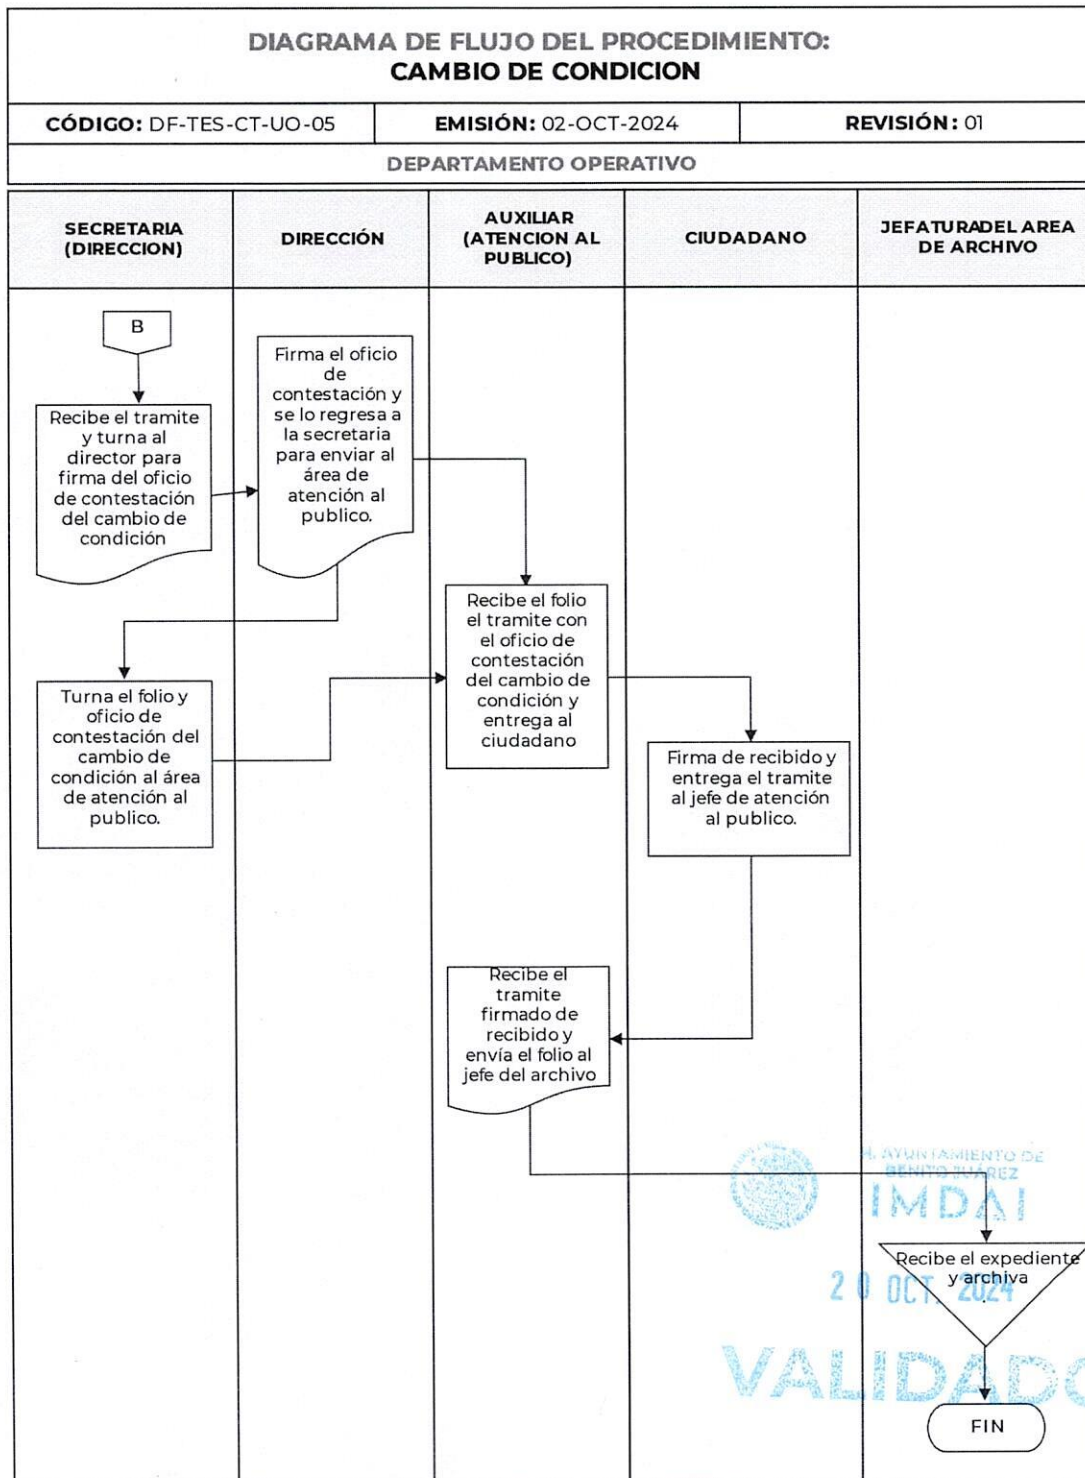 DIAGRAMA DE FLUJO DEL PROCEDIMIENTO:
CAMBIO DE CONDICION
CÓDIGO: DF-TES-CT-UO-05
EMISIÓN: 02-OCT-2024
REVISIÓN: 01
DEPARTAMENTO OPERATIVO
SECRETARIA
(DIRECCION)
DIRECCIÓN
AUXILIAR
(ATENCION AL
PUBLICO)
CIUDADANO
JEFATURADEL AREA
DE ARCHIVO
B
Recibe el tramite
y turna al
director para
firma del oficio
de contestación
del cambio de
condición
Firma el oficio
de
contestación y
se lo regresa a
la secretaria
para enviar al
área de
atención al
publico.
Turna el folio y
oficio de
contestación del
cambio de
condición al área
de atención al
publico.
Recibe el folio
el tramite con
el oficio de
contestación
del cambio de
condición y
entrega al
ciudadano
Firma de recibido y
entrega el tramite
al jefe de atención
al publico.
Recibe el
tramite
firmado de
recibido y
envía el folio al
jefe del archivo
H. AYUNTAMIENTO DE
BENITO JUÁREZ
IMDAI
Recibe el expediente
y archiva
.
20 OCT. 2024
VALIDADO
FIN